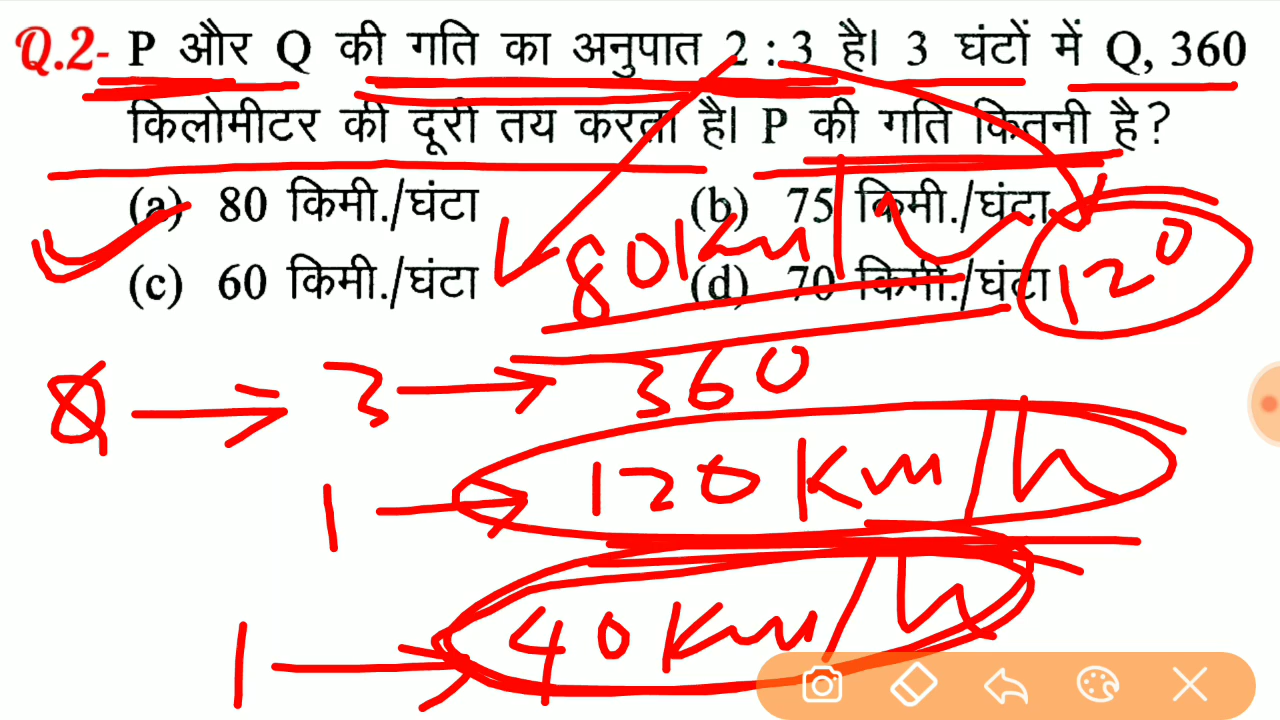 Q.2- P और Q की गति का अनुपात 2 : 3 है। 3 घंटों में Q, 360
किलोमीटर की दूरी तय करता है। P की गति कितनी है?
(a) 80 किमी./घंटा (b) 75 किमी./घंटा
(c) 60 किमी./घंटा (d) 70 किमी./घंटा
80 Km/h 120
Q → 3 → 360
1 → 120 Km/h
1 → 40 Km/h